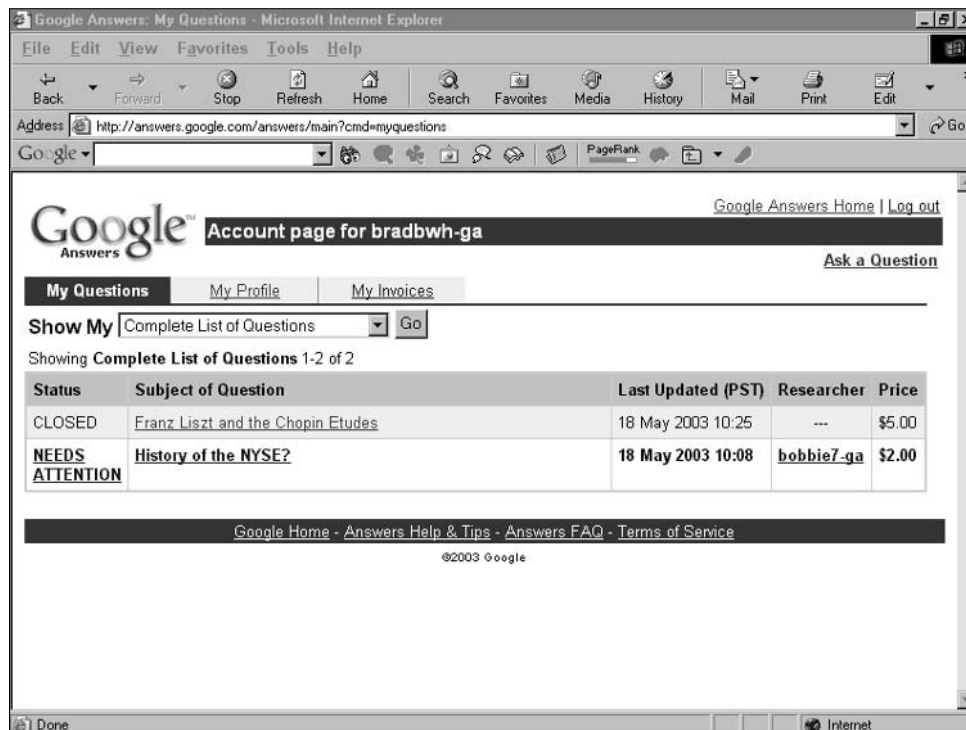 Google Answers: My Questions - Microsoft Internet Explorer
File Edit View Favorites Tools Help
Back Forward Stop Refresh Home Search Favorites Media History Mail Print Edit
Address http://answers.google.com/answers/main?cmd=myquestions Go
Google PageRank
Google Answers Home | Log out
Google™ Answers
Account page for bradbwh-ga
Ask a Question
My Questions My Profile My Invoices
Show My Complete List of Questions Go
Showing Complete List of Questions 1-2 of 2
Status Subject of Question Last Updated (PST) Researcher Price
CLOSED Franz Liszt and the Chopin Etudes 18 May 2003 10:25 --- $5.00
NEEDS History of the NYSE? 18 May 2003 10:08 bobbie7-ga $2.00
ATTENTION
Google Home - Answers Help & Tips - Answers FAQ - Terms of Service
©2003 Google
Done Internet